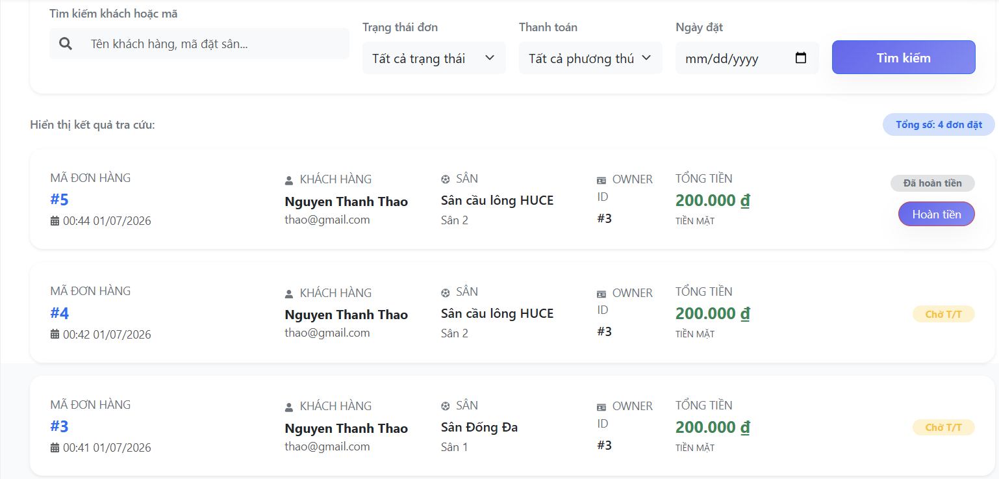 Tìm kiếm khách hoặc mã
Tên khách hàng, mã đặt sân...
Trạng thái đơn
Tất cả trạng thái
Thanh toán
Tất cả phương thú
Ngày đặt
mm/dd/yyyy
Tìm kiếm
Hiển thị kết quả tra cứu:
Tổng số: 4 đơn đặt
MÃ ĐƠN HÀNG
#5
00:44 01/07/2026
KHÁCH HÀNG
Nguyen Thanh Thao
thao@gmail.com
SÂN
Sân cầu lông HUCE
Sân 2
OWNER
ID
#3
TỔNG TIỀN
200.000 ₫
TIỀN MẶT
Đã hoàn tiền
Hoàn tiền
MÃ ĐƠN HÀNG
#4
00:42 01/07/2026
KHÁCH HÀNG
Nguyen Thanh Thao
thao@gmail.com
SÂN
Sân cầu lông HUCE
Sân 2
OWNER
ID
#3
TỔNG TIỀN
200.000 ₫
TIỀN MẶT
Chờ T/T
MÃ ĐƠN HÀNG
#3
00:41 01/07/2026
KHÁCH HÀNG
Nguyen Thanh Thao
thao@gmail.com
SÂN
Sân Đống Đa
Sân 1
OWNER
ID
#3
TỔNG TIỀN
200.000 ₫
TIỀN MẶT
Chờ T/T